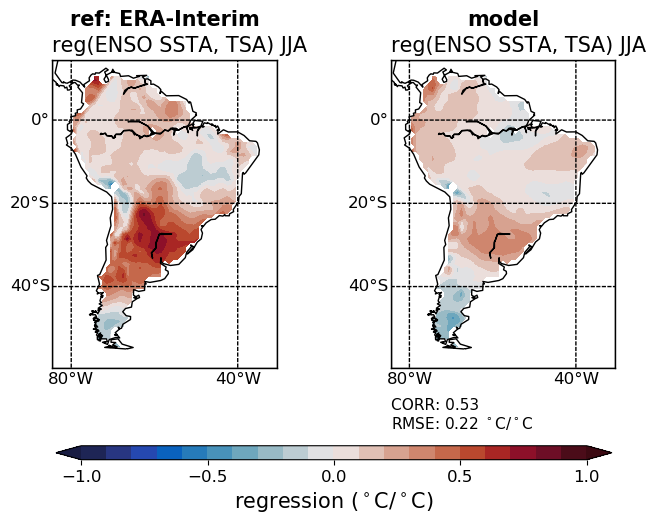 ref: ERA-Interim
reg(ENSO SSTA, TSA) JJA
0°
20°S
40°S
80°W
40°W
model
reg(ENSO SSTA, TSA) JJA
0°
20°S
40°S
80°W
40°W
CORR: 0.53
RMSE: 0.22 °C/°C
−1.0
−0.5
0.0
0.5
1.0
regression (°C/°C)